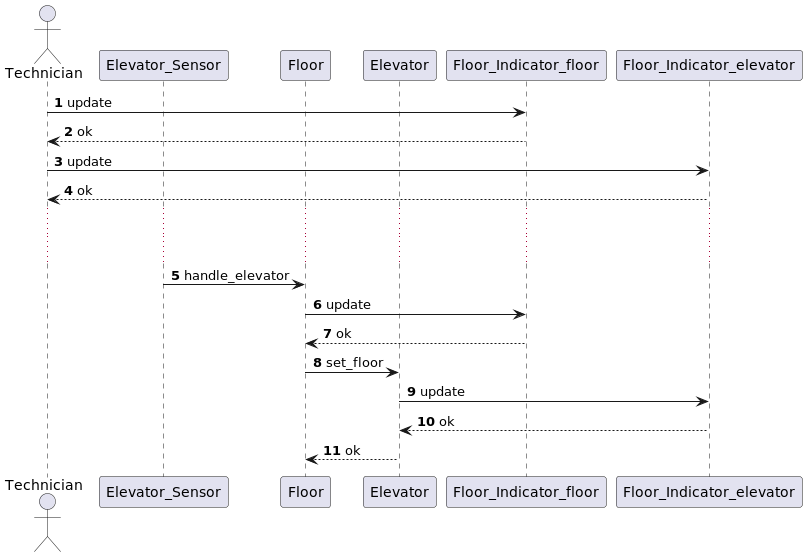 Technician
Elevator_Sensor
Floor
Elevator
Floor_Indicator_floor
Floor_Indicator_elevator
1 update
2 ok
3 update
4 ok
5 handle_elevator
6 update
7 ok
8 set_floor
9 update
10 ok
11 ok
Technician
Elevator_Sensor
Floor
Elevator
Floor_Indicator_floor
Floor_Indicator_elevator